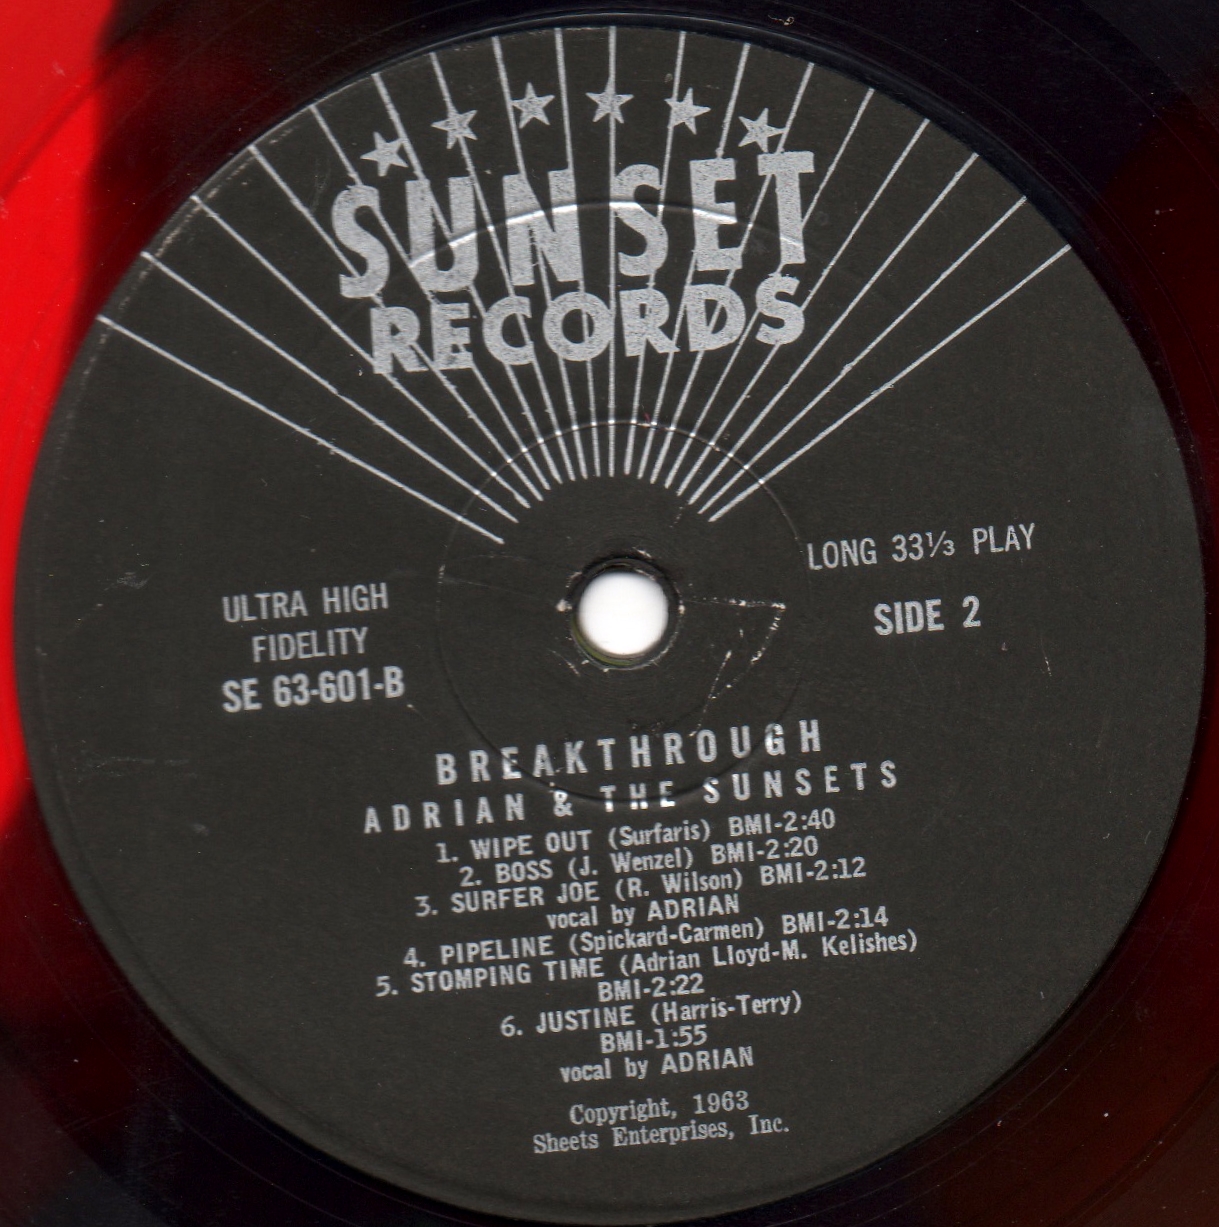 SUNSET
RECORDS
LONG 33⅓ PLAY
SIDE 2
ULTRA HIGH
FIDELITY
SE 63-601-B
BREAKTHROUGH
ADRIAN & THE SUNSETS
1. WIPE OUT (Surfaris) BMI-2:40
2. BOSS (J. Wenzel) BMI-2:20
3. SURFER JOE (R. Wilson) BMI-2:12
vocal by ADRIAN
4. PIPELINE (Spickard-Carmen) BMI-2:14
5. STOMPING TIME (Adrian Lloyd-M. Kelishes)
BMI-2:22
6. JUSTINE (Harris-Terry)
BMI-1:55
vocal by ADRIAN
Copyright, 1963
Sheets Enterprises, Inc.